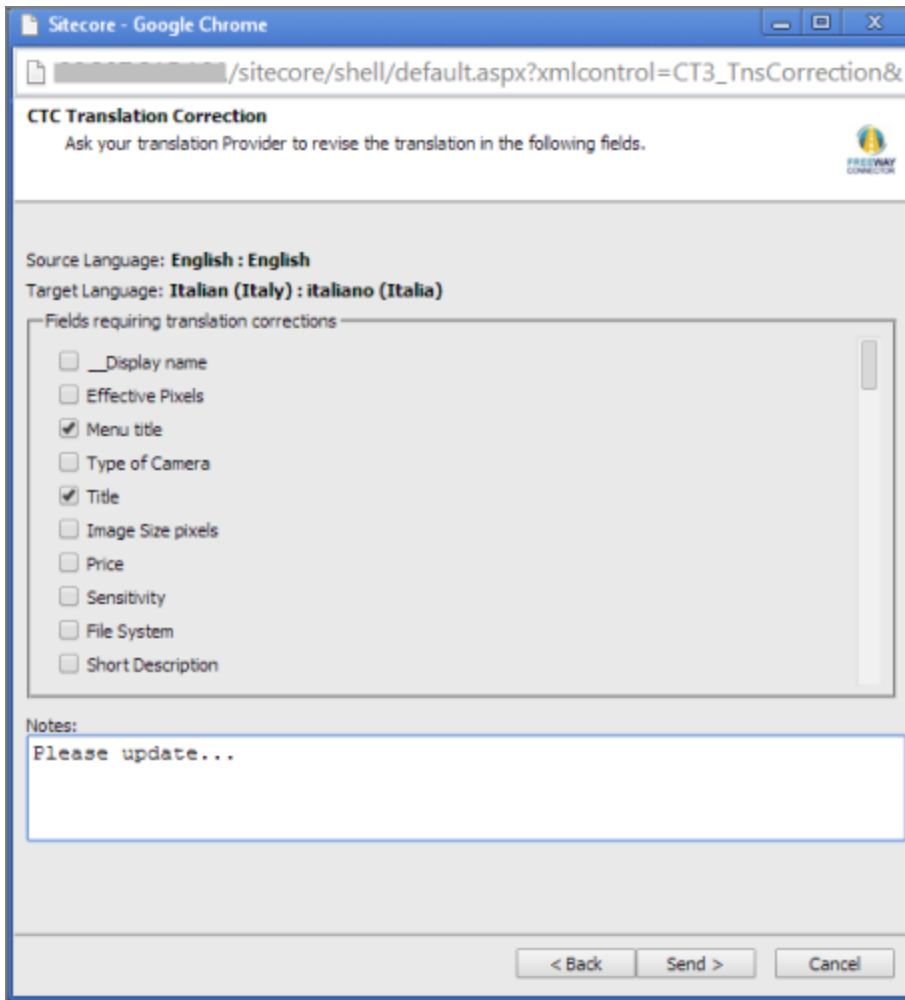 Sitecore - Google Chrome
/sitecore/shell/default.aspx?xmlcontrol=CT3_TnsCorrection&
CTC Translation Correction
Ask your translation Provider to revise the translation in the following fields.
FREEWAY
CONNECTOR
Source Language: English : English
Target Language: Italian (Italy) : italiano (Italia)
Fields requiring translation corrections
__Display name
Effective Pixels
Menu title
Type of Camera
Title
Image Size pixels
Price
Sensitivity
File System
Short Description
Notes:
Please update...
< Back
Send >
Cancel